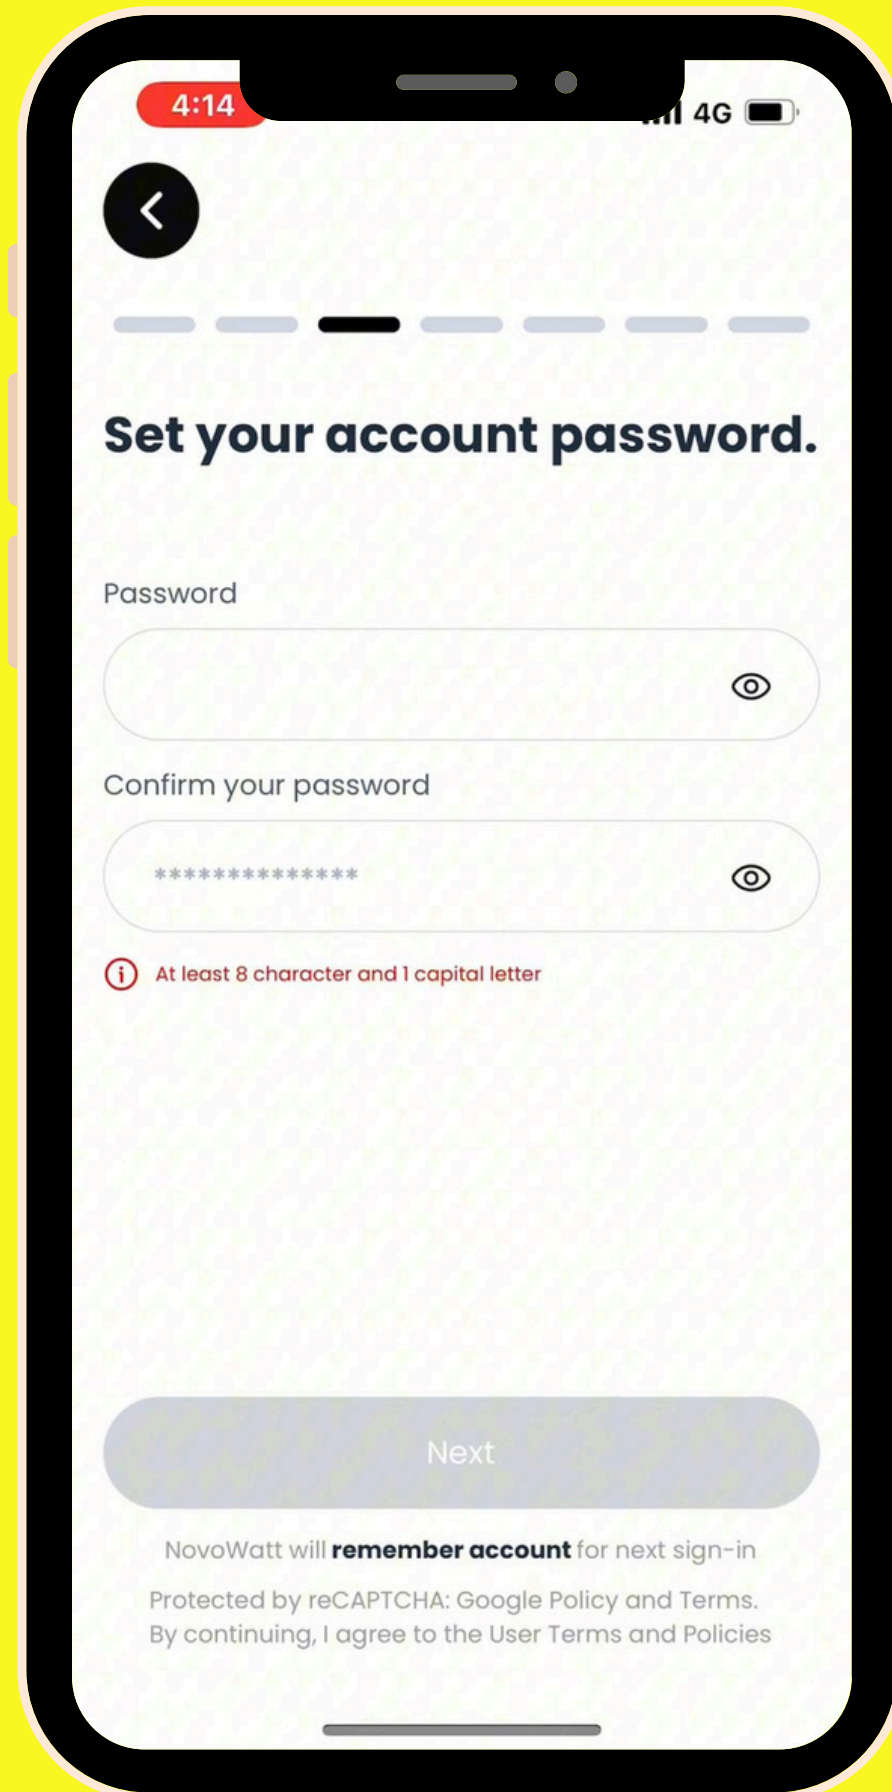 4:14
4G
Set your account password.
Password
Confirm your password
**************
At least 8 character and 1 capital letter
Next
NovoWatt will remember account for next sign-in
Protected by reCAPTCHA: Google Policy and Terms.
By continuing, I agree to the User Terms and Policies